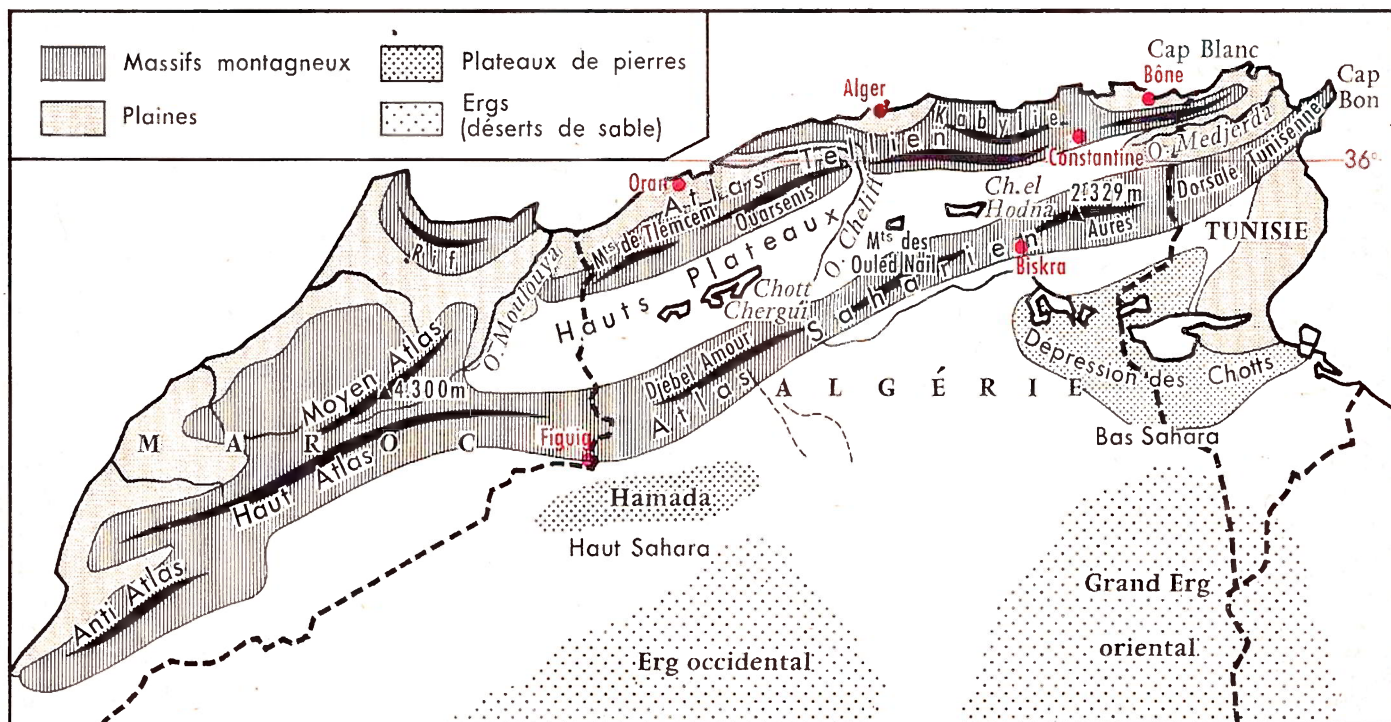 Massifs montagneux
Plaines
Plateaux de pierres
Ergs
(déserts de sable)
Cap Blanc
Bône
Cap
Bon
Alger
Kabylie
Constantine
O. Medjerda
36°
Oran
Atlas Tellien
Mts de Tlemcem
Ouarsenis
O. Cheliff
Ch. el
Hodna
2.329 m
Aurès
Dorsale Tunisienne
TUNISIE
Rif
O. Moulouya
Hauts Plateaux
Chott
Chergui
Mts des
Ouled Naïl
Biskra
Atlas Saharien
Djebel Amour
Dépression des Chotts
Moyen Atlas
4.300m
ALGÉRIE
MAROC
Haut Atlas
Figuig
Bas Sahara
Hamada
Haut Sahara
Anti Atlas
Grand Erg
oriental
Erg occidental